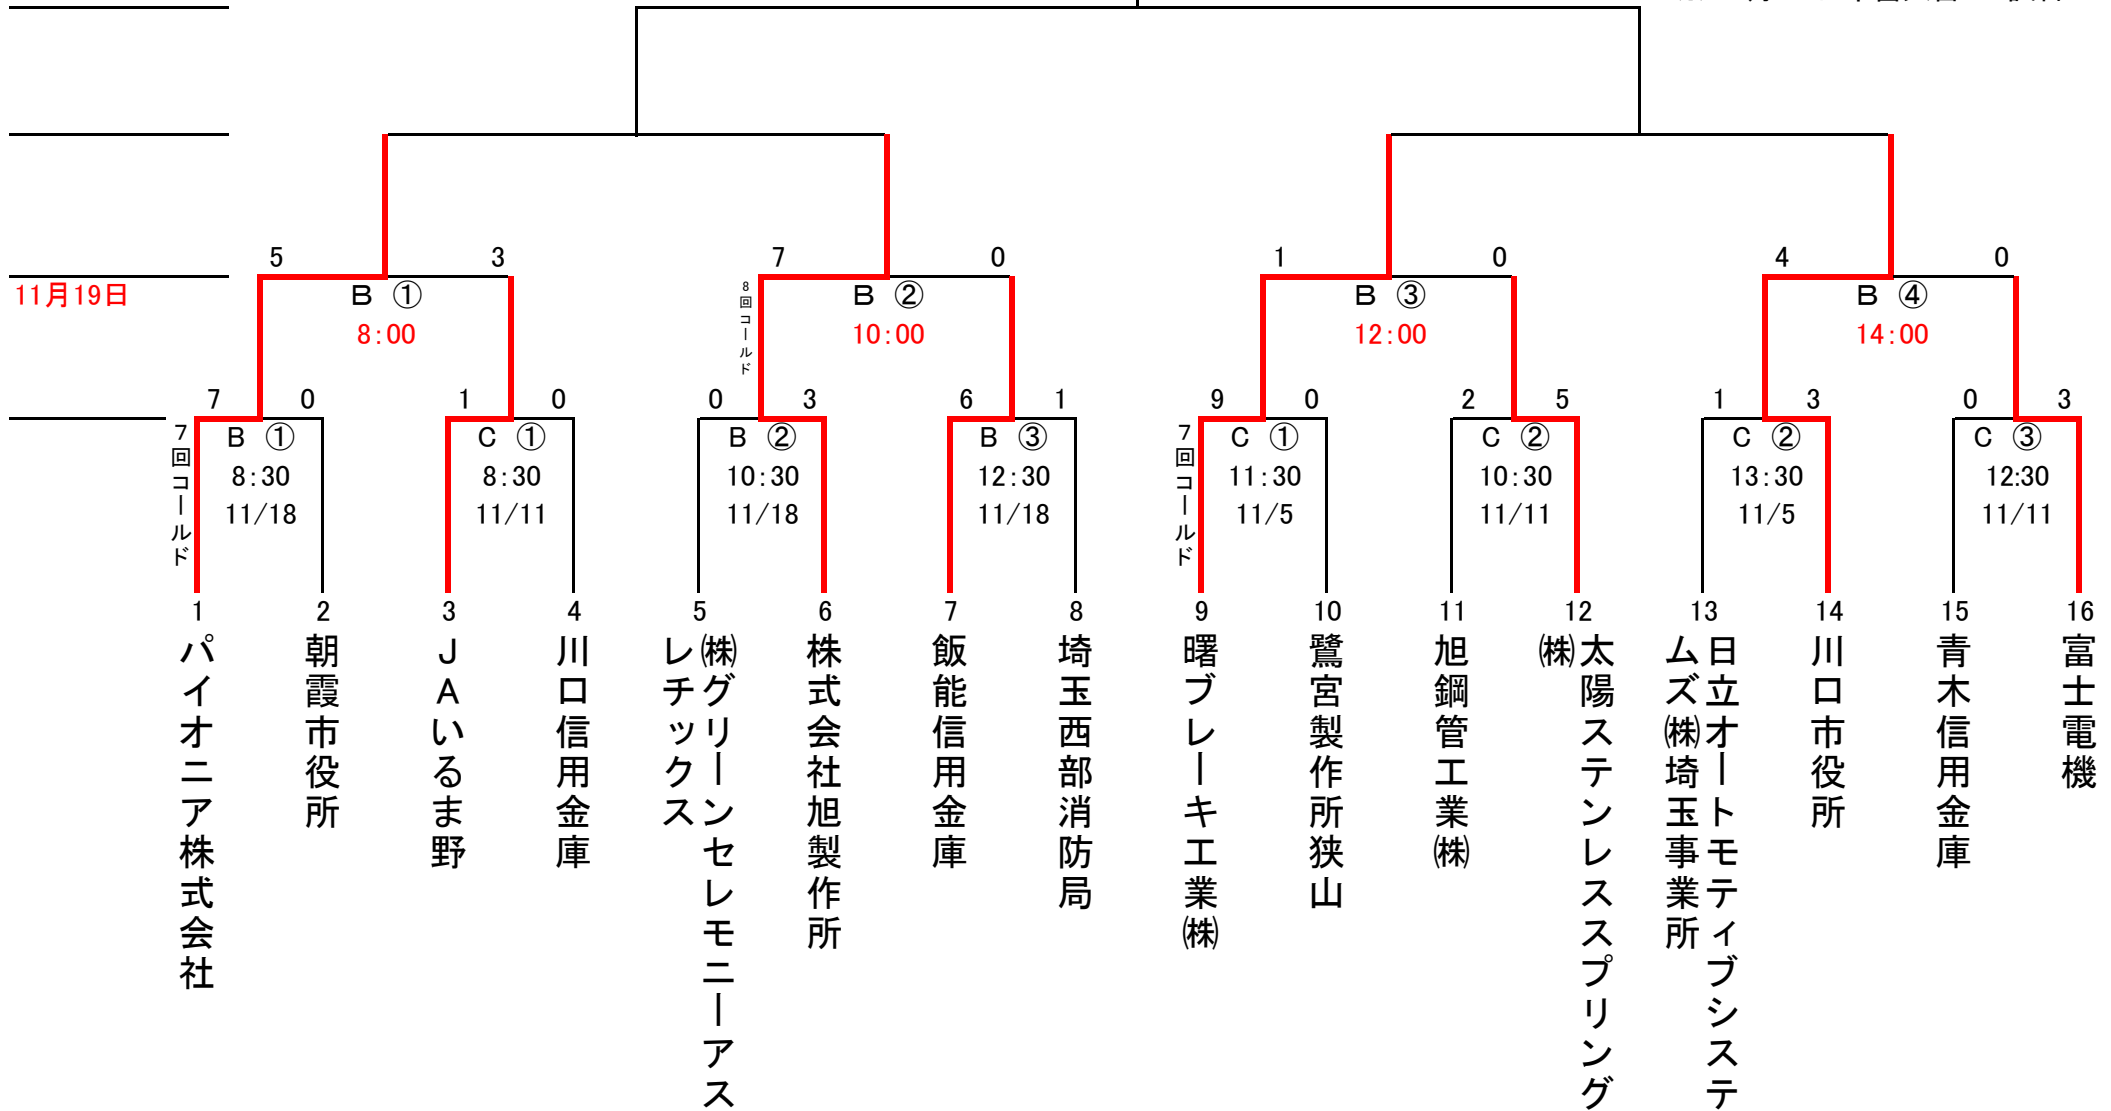 5 3 7 0 1 0 4 0
11月19日
B ① B ② B ③ B ④
8:00 10:00 12:00 14:00
8回コールド
7 0 1 0 0 3 6 1 9 0 2 5 1 3 0 3
B ① C ① B ② B ③ C ① C ② C ② C ③
8:30 8:30 10:30 12:30 11:30 10:30 13:30 12:30
11/18 11/11 11/18 11/18 11/5 11/11 11/5 11/11
7回コールド
7回コールド
1 2 3 4 5 6 7 8 9 10 11 12 13 14 15 16
パイオニア株式会社
朝霞市役所
JAいるま野
川口信用金庫
㈱グリーンセレモニーアス
レチックス
株式会社旭製作所
飯能信用金庫
埼玉西部消防局
曙ブレーキ工業㈱
鷺宮製作所狭山
旭鋼管工業㈱
太陽ステンレススプリング
㈱
日立オートモティブシステ
ムズ㈱埼玉事業所
川口市役所
青木信用金庫
富士電機